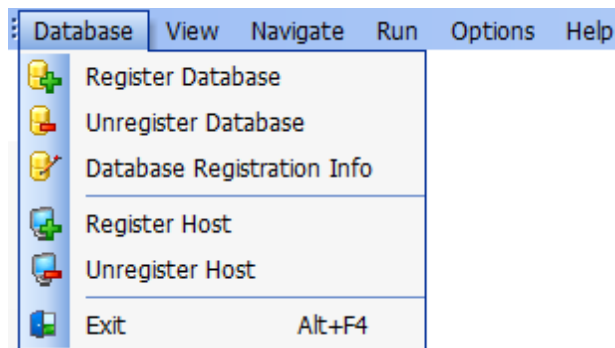 Database View Navigate Run Options Help
Register Database
Unregister Database
Database Registration Info
Register Host
Unregister Host
Exit Alt+F4